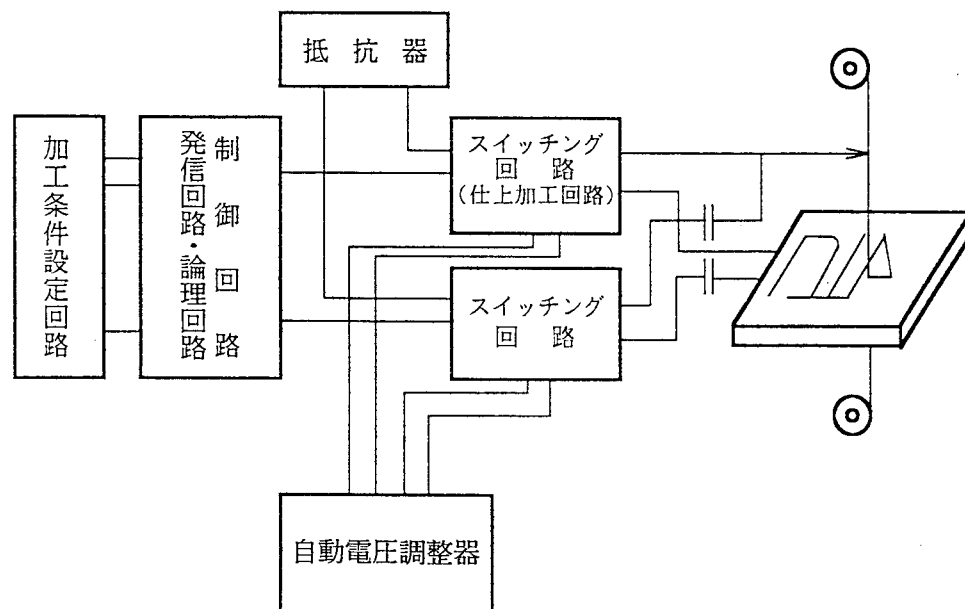 抵抗器
加工条件設定回路
制御回路
発信回路・論理回路
スイッチング
回路
(仕上加工回路)
スイッチング
回路
自動電圧調整器